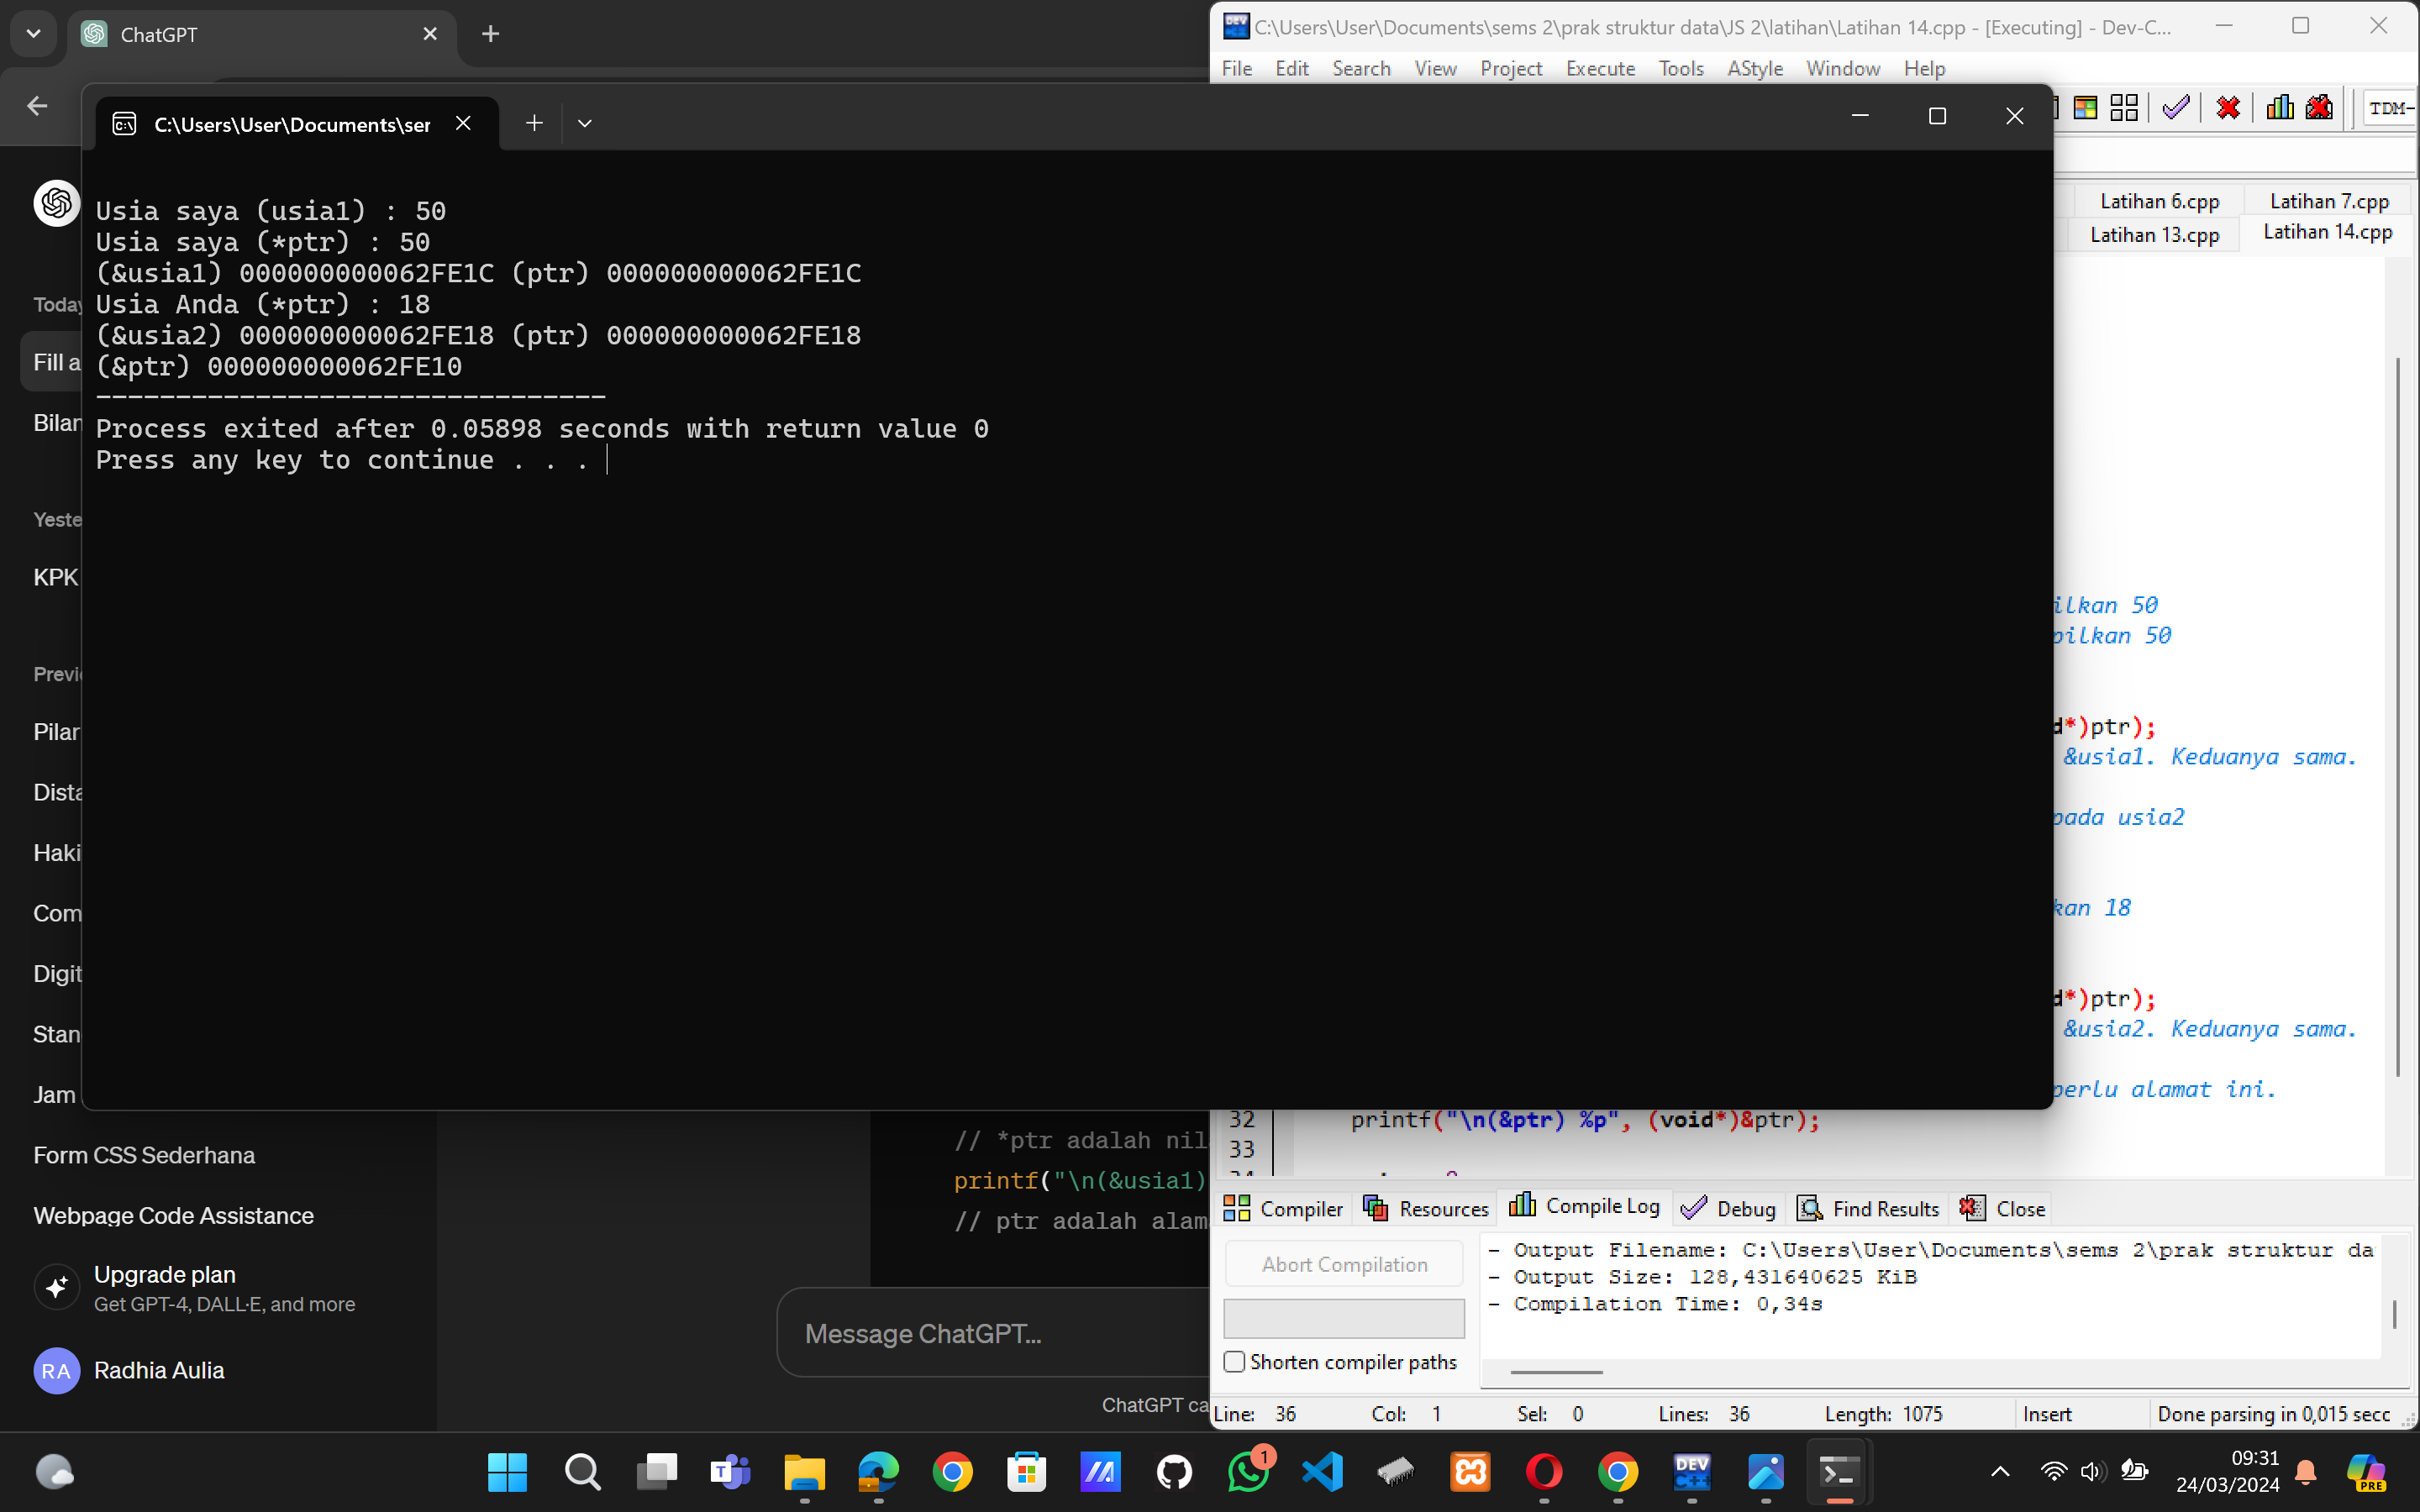 ChatGPT
C:\Users\User\Documents\sems 2\prak struktur data\JS 2\latihan\Latihan 14.cpp - [Executing] - Dev-C...
File Edit Search View Project Execute Tools AStyle Window Help
C:\Users\User\Documents\ser
TDM-
Latihan 6.cpp Latihan 7.cpp
Latihan 13.cpp Latihan 14.cpp
Usia saya (usia1) : 50
Usia saya (*ptr) : 50
(&usia1) 000000000062FE1C (ptr) 000000000062FE1C
Usia Anda (*ptr) : 18
(&usia2) 000000000062FE18 (ptr) 000000000062FE18
(&ptr) 000000000062FE10
--------------------------------
Process exited after 0.05898 seconds with return value 0
Press any key to continue . . .
Today
Fill a
Bilan
Yeste
KPK
Previ
Pilar
Dista
Haki
Com
Digit
Stan
Jam
Form CSS Sederhana
Webpage Code Assistance
Upgrade plan
Get GPT-4, DALL·E, and more
RA Radhia Aulia
ilkan 50
pilkan 50
d*)ptr);
&usia1. Keduanya sama.
pada usia2
kan 18
d*)ptr);
&usia2. Keduanya sama.
perlu alamat ini.
32 printf("\n(&ptr) %p", (void*)&ptr);
33
// *ptr adalah nil
printf("\n(&usia1)
// ptr adalah alam
Message ChatGPT...
ChatGPT ca
Compiler Resources Compile Log Debug Find Results Close
Abort Compilation
Shorten compiler paths
- Output Filename: C:\Users\User\Documents\sems 2\prak struktur da
- Output Size: 128,431640625 KiB
- Compilation Time: 0,34s
Line: 36 Col: 1 Sel: 0 Lines: 36 Length: 1075 Insert Done parsing in 0,015 secc
1
DEV
C++
PRE
09:31
24/03/2024